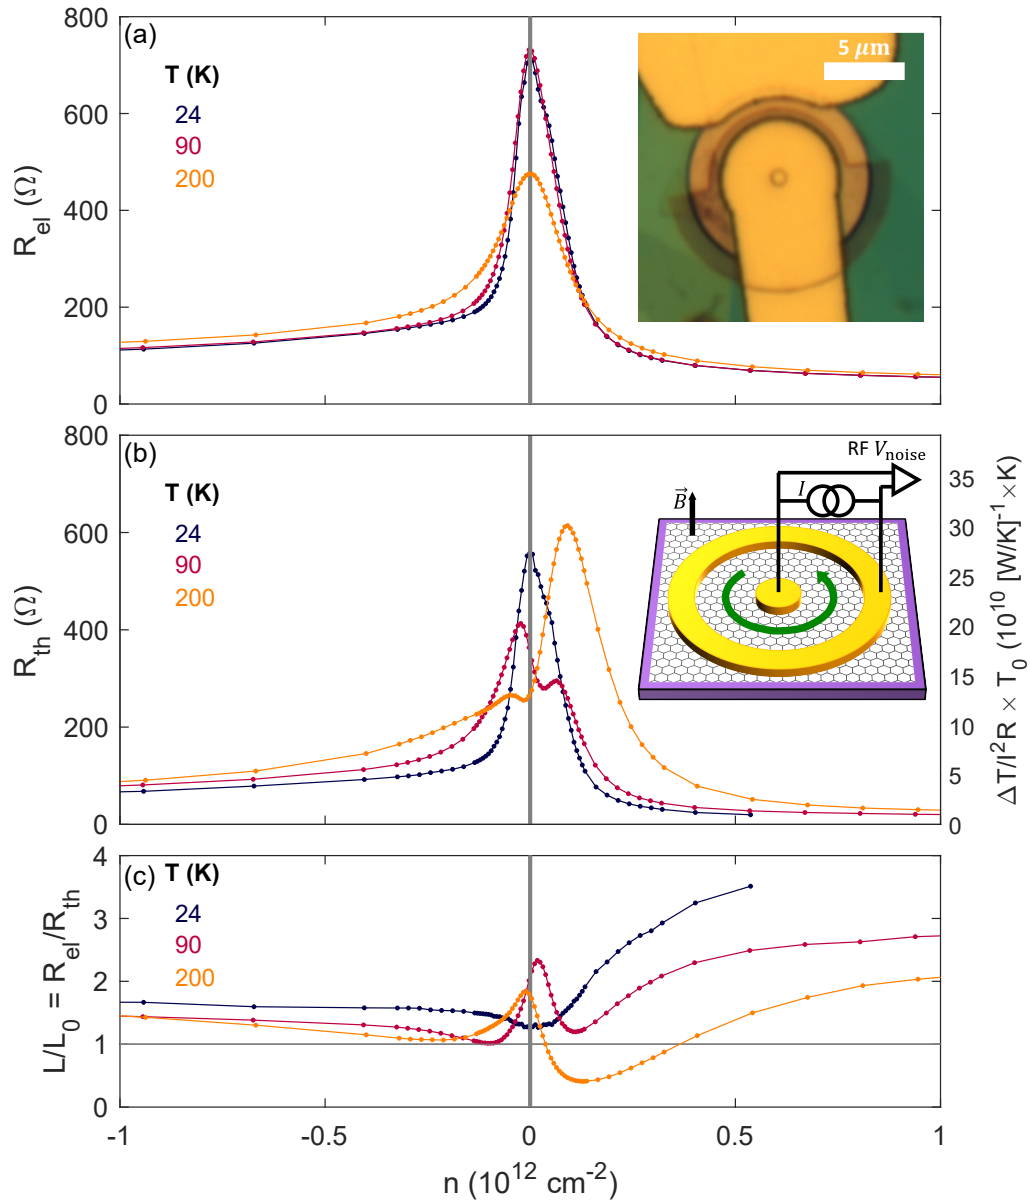 (a)
T (K)
24
90
200
5 μm
800
600
400
200
0
R_el (Ω)
(b)
T (K)
24
90
200
RF V_noise
I
B⃗
800
600
400
200
0
R_th (Ω)
35
30
25
20
15
10
5
0
ΔT/I²R × T₀ (10¹⁰ [W/K]⁻¹×K)
(c)
T (K)
24
90
200
4
3
2
1
0
L/L₀ = R_el/R_th
-1 -0.5 0 0.5 1
n (10¹² cm⁻²)